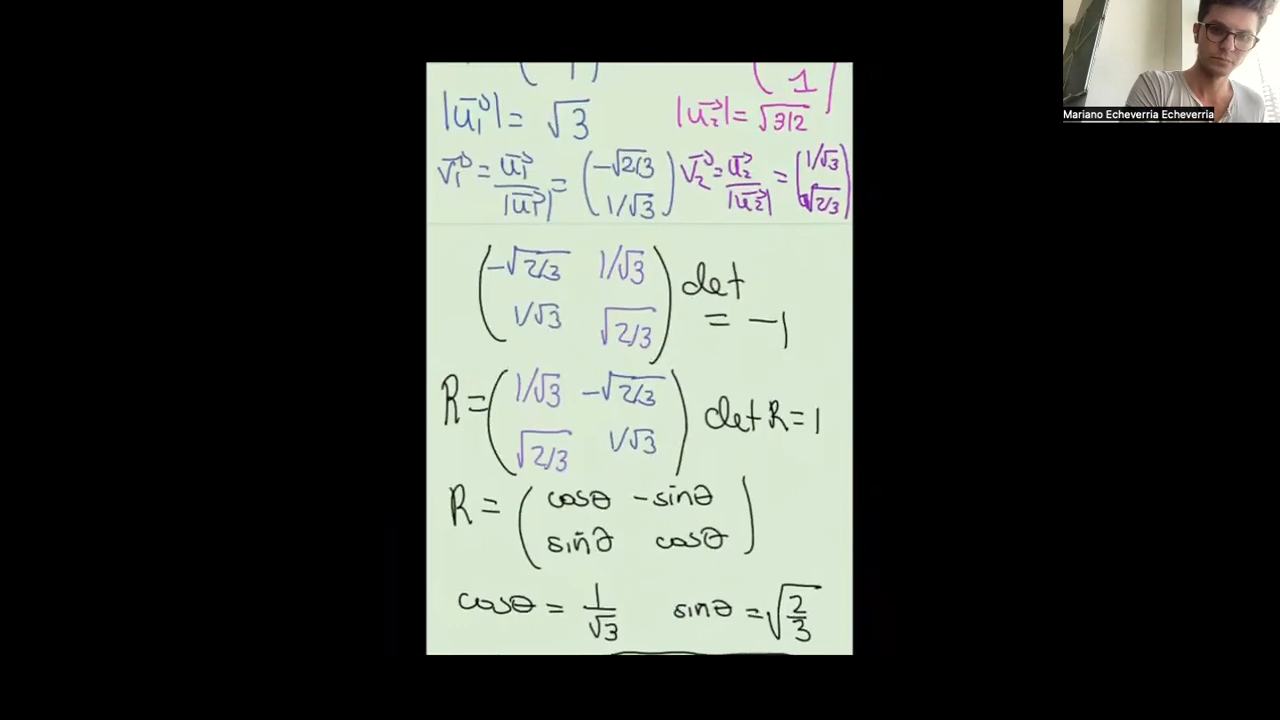 ( 1 ) ( 1 )
|u₁⃗| = √3 |u₂⃗| = √3/2
v₁⃗ = u₁⃗/|u₁⃗| = (-√2/3 1/√3) v₂⃗ = u₂⃗/|u₂⃗| = (1/√3 √2/3)
(-√2/3 1/√3
1/√3 √2/3) det
= -1
R = (1/√3 -√2/3
√2/3 1/√3) det R = 1
R = (cosθ -sinθ
sinθ cosθ)
cosθ = 1/√3 sinθ = √2/3
Mariano Echeverria Echeverria